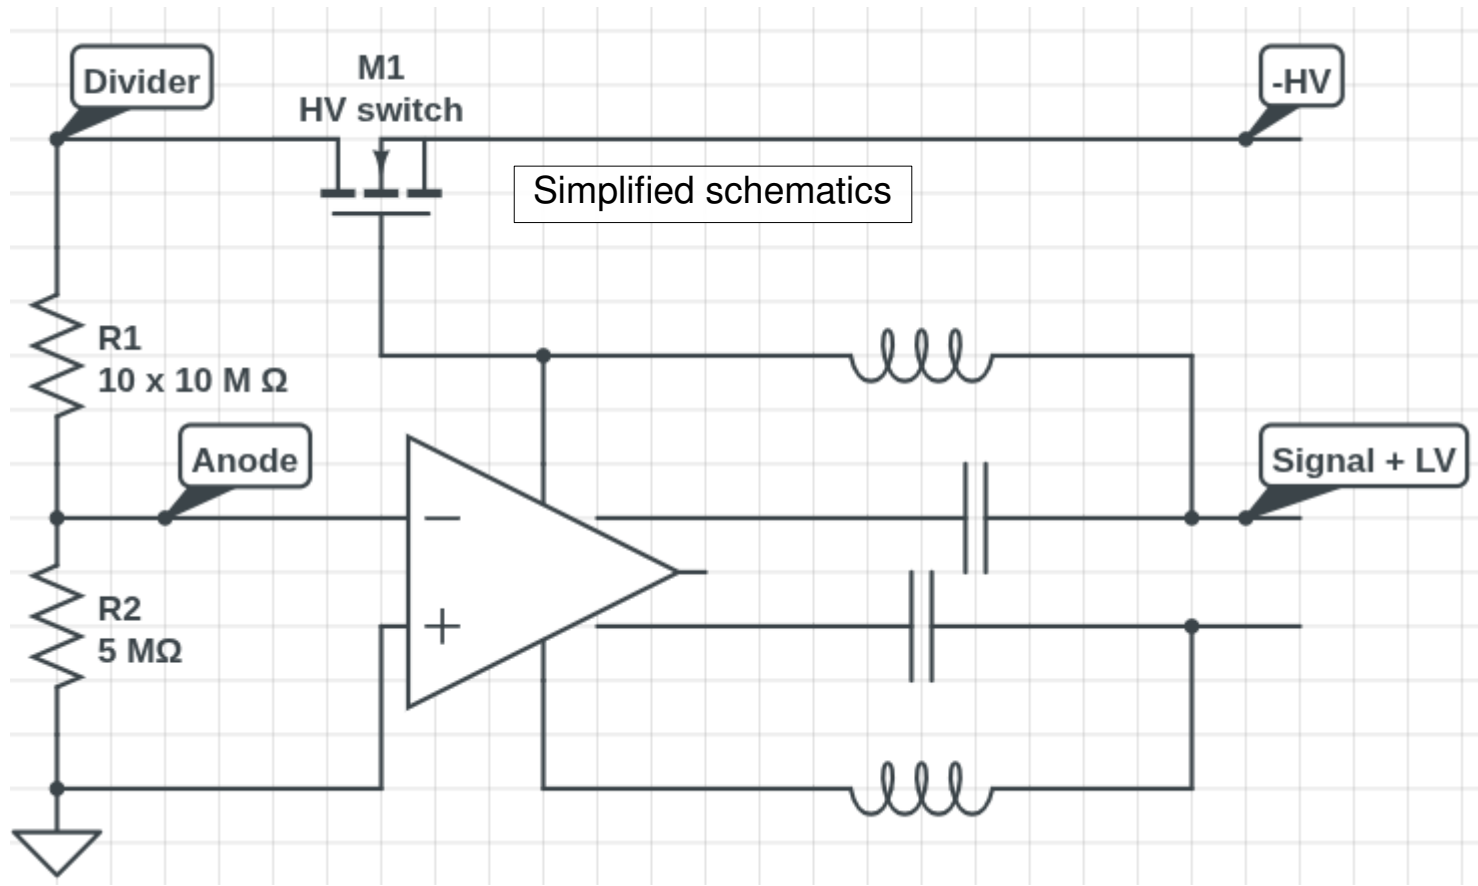 Divider
M1
HV switch
-HV
Simplified schematics
R1
10 x 10 M Ω
Anode
Signal + LV
R2
5 MΩ